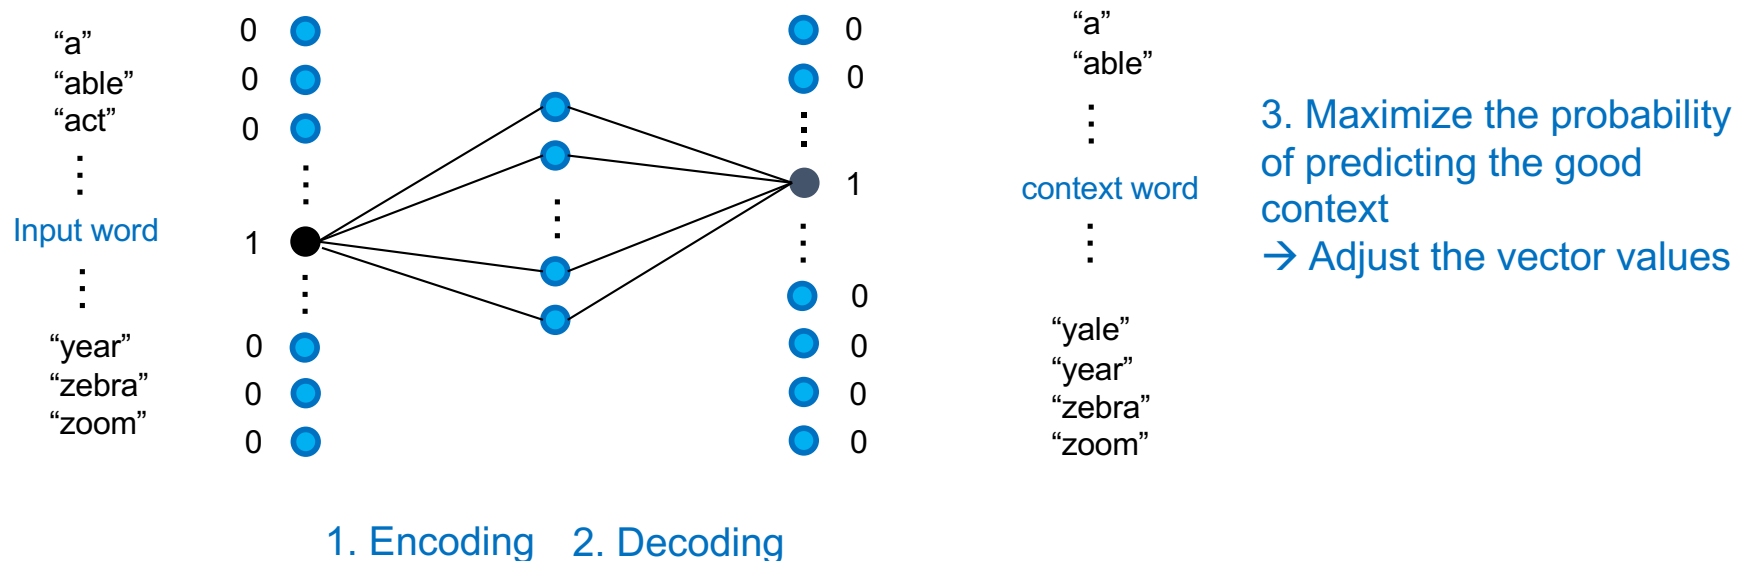 “a”
“able”
“act”
Input word
“year”
“zebra”
“zoom”
0
0
0
1
0
0
0
0
0
1
0
0
0
0
“a”
“able”
context word
“yale”
“year”
“zebra”
“zoom”
3. Maximize the probability
of predicting the good
context
→ Adjust the vector values
1. Encoding
2. Decoding